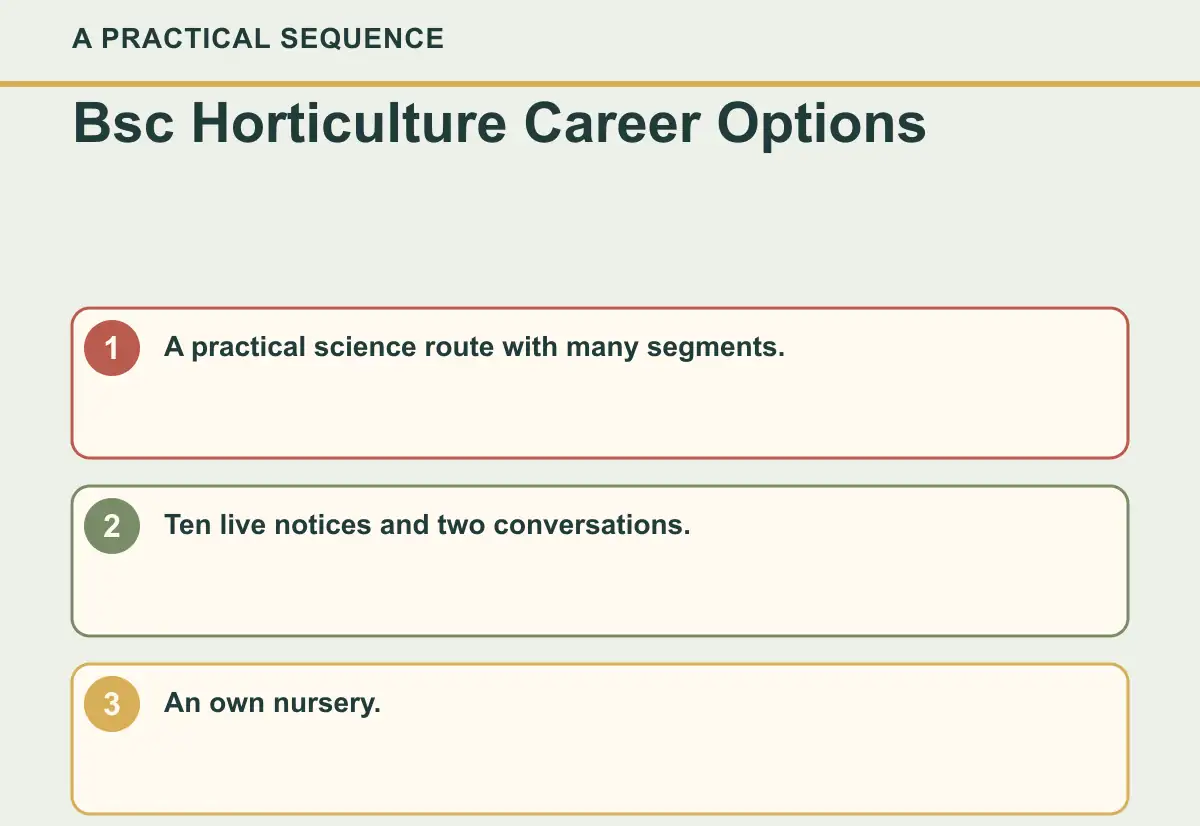 A PRACTICAL SEQUENCE
Bsc Horticulture Career Options
1
A practical science route with many segments.
2
Ten live notices and two conversations.
3
An own nursery.